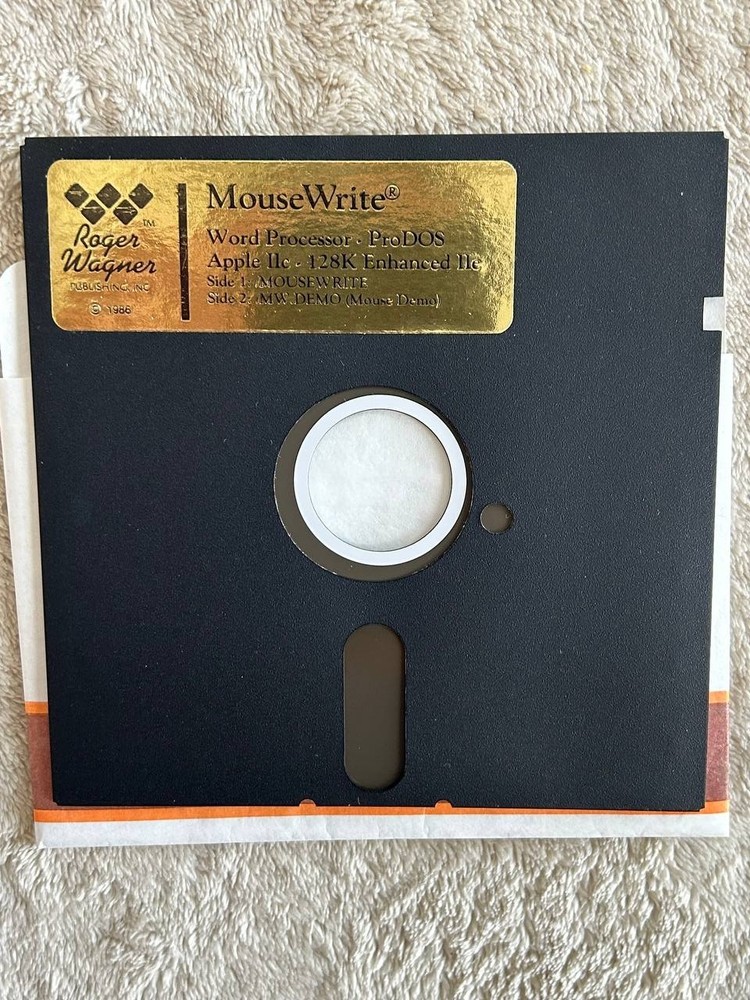 Roger
Wagner
PUBLISHING, INC.
© 1986
TM
MouseWrite®
Word Processor · ProDOS
Apple IIc · 128K Enhanced IIe
Side 1: MOUSEWRITE
Side 2: MW.DEMO (Mouse Demo)